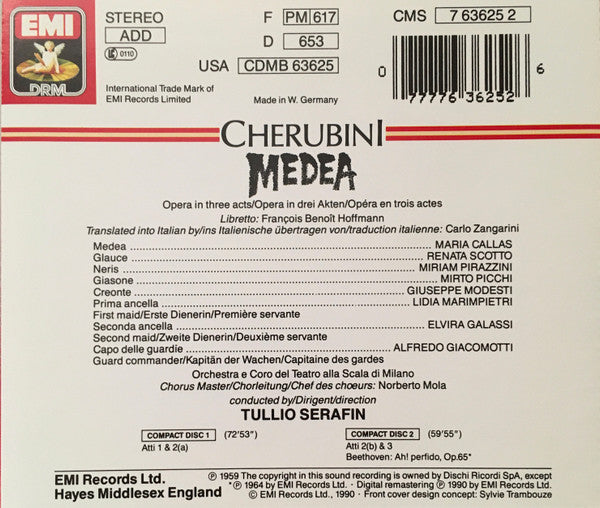 EMI
DRM
STEREO
ADD
LC 0110
F PM 617
D 653
USA CDMB 63625
CMS 7 63625 2
0 77776 36252 6
International Trade Mark of
EMI Records Limited
Made in W. Germany
CHERUBINI
MEDEA
Opera in three acts/Opera in drei Akten/Opéra en trois actes
Libretto: François Benoît Hoffmann
Translated into Italian by/ins Italienische übertragen von/traduction italienne: Carlo Zangarini
Medea ........ MARIA CALLAS
Glauce ........ RENATA SCOTTO
Neris ........ MIRIAM PIRAZZINI
Giasone ........ MIRTO PICCHI
Creonte ........ GIUSEPPE MODESTI
Prima ancella ........ LIDIA MARIMPIETRI
First maid/Erste Dienerin/Première servante
Seconda ancella ........ ELVIRA GALASSI
Second maid/Zweite Dienerin/Deuxième servante
Capo delle guardie ........ ALFREDO GIACOMOTTI
Guard commander/Kapitän der Wachen/Capitaine des gardes
Orchestra e Coro del Teatro alla Scala di Milano
Chorus Master/Chorleitung/Chef des chœurs: Norberto Mola
conducted by/Dirigent/direction
TULLIO SERAFIN
COMPACT DISC 1 (72'53")
Atti 1 & 2(a)
COMPACT DISC 2 (59'55")
Atti 2(b) & 3
Beethoven: Ah! perfido, Op.65*
EMI Records Ltd.
Hayes Middlesex England
℗ 1959 The copyright in this sound recording is owned by Dischi Ricordi SpA, except
*℗ 1964 by EMI Records Ltd. · Digital remastering ℗ 1990 by EMI Records Ltd.
© EMI Records Ltd., 1990 · Front cover design concept: Sylvie Trambouze